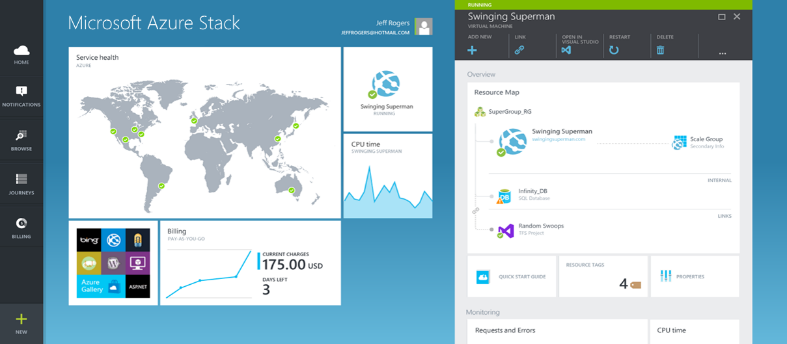 Microsoft Azure Stack
Jeff Rogers
JEFFROGERS@HOTMAIL.COM
HOME
NOTIFICATIONS
BROWSE
JOURNEYS
BILLING
NEW
Service health
AZURE
Swinging Superman
RUNNING
CPU time
SWINGING SUPERMAN
bing
Azure
Gallery
ASP.NET
Billing
PAY-AS-YOU-GO
CURRENT CHARGES
175.00 USD
DAYS LEFT
3
RUNNING
Swinging Superman
VIRTUAL MACHINE
ADD NEW
LINK
OPEN IN
VISUAL STUDIO
RESTART
DELETE
...
Overview
Resource Map
SuperGroup_RG
Swinging Superman
swingingsuperman.com
Scale Group
Secondary Info
INTERNAL
Infinity_DB
SQL Database
LINKS
Random Swoops
TFS Project
QUICK START GUIDE
RESOURCE TAGS
4
PROPERTIES
Monitoring
Requests and Errors
CPU time